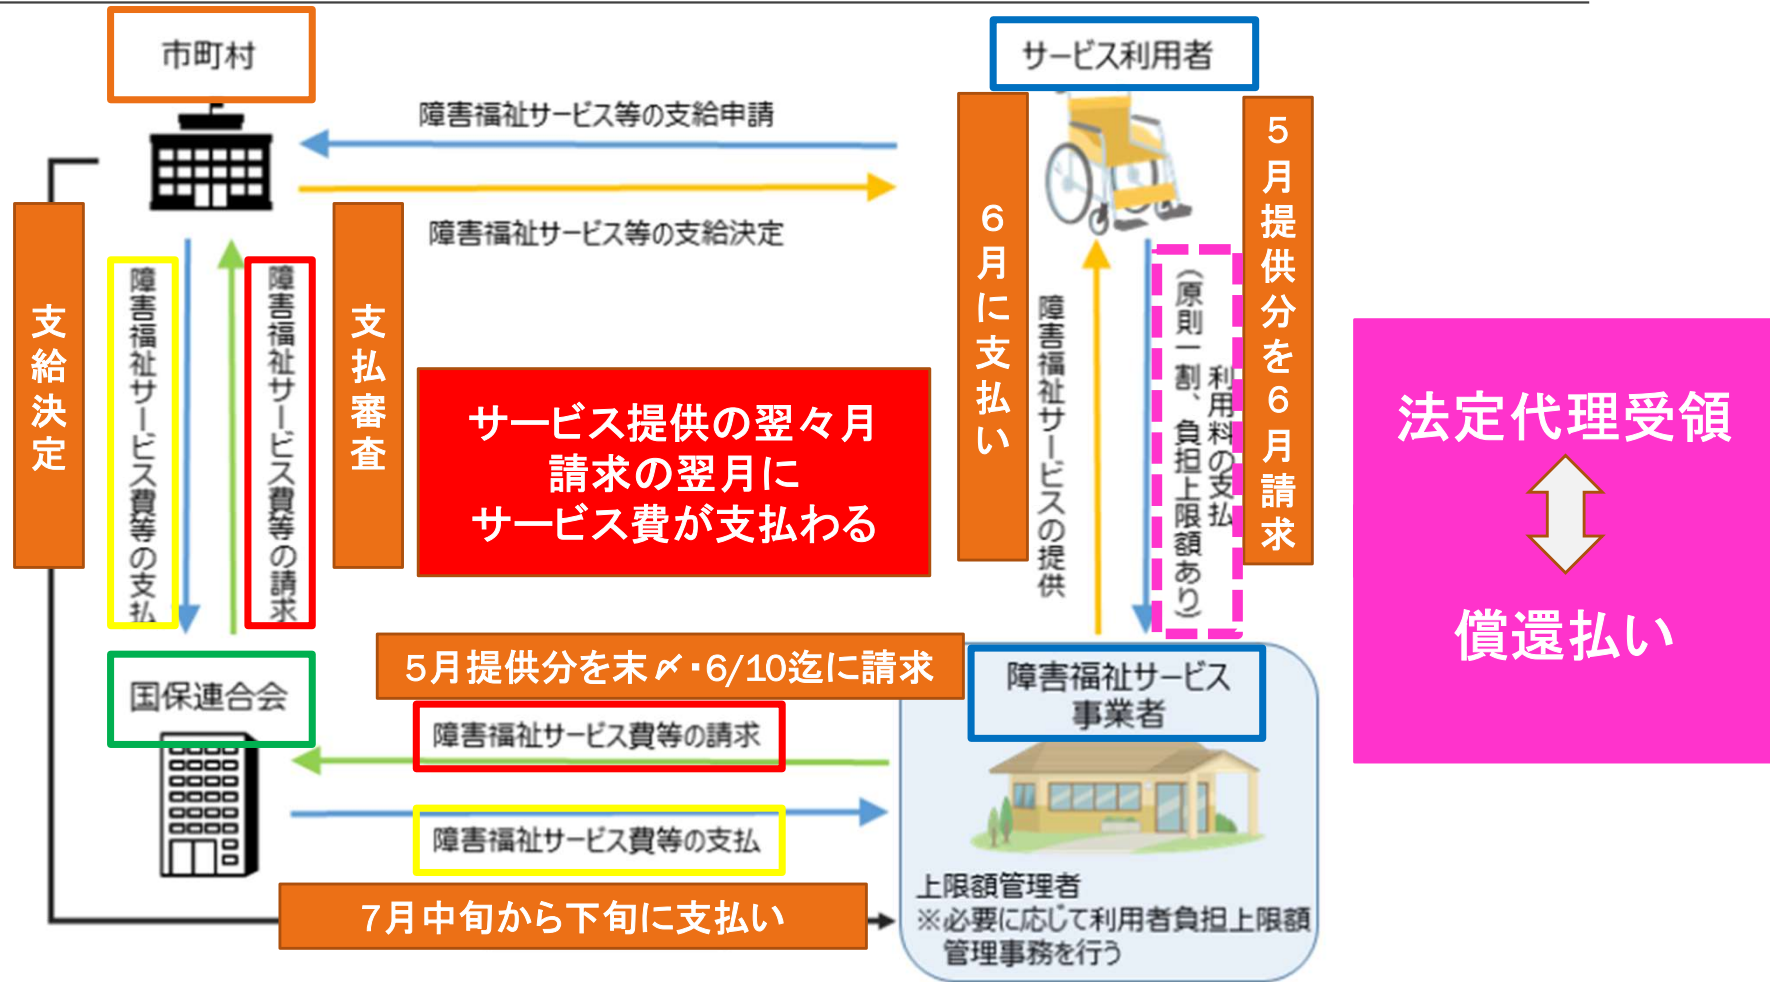 市町村
サービス利用者
障害福祉サービス等の支給申請
障害福祉サービス等の支給決定
支給決定
障害福祉サービス費等の支払
障害福祉サービス費等の請求
支払審査
サービス提供の翌々月
請求の翌月に
サービス費が支払わる
6月に支払い
障害福祉サービスの提供
利用料の支払
(原則一割、負担上限額あり)
5月提供分を6月請求
法定代理受領
償還払い
5月提供分を末〆・6/10迄に請求
国保連合会
障害福祉サービス費等の請求
障害福祉サービス費等の支払
7月中旬から下旬に支払い
障害福祉サービス
事業者
上限額管理者
※必要に応じて利用者負担上限額
管理事務を行う